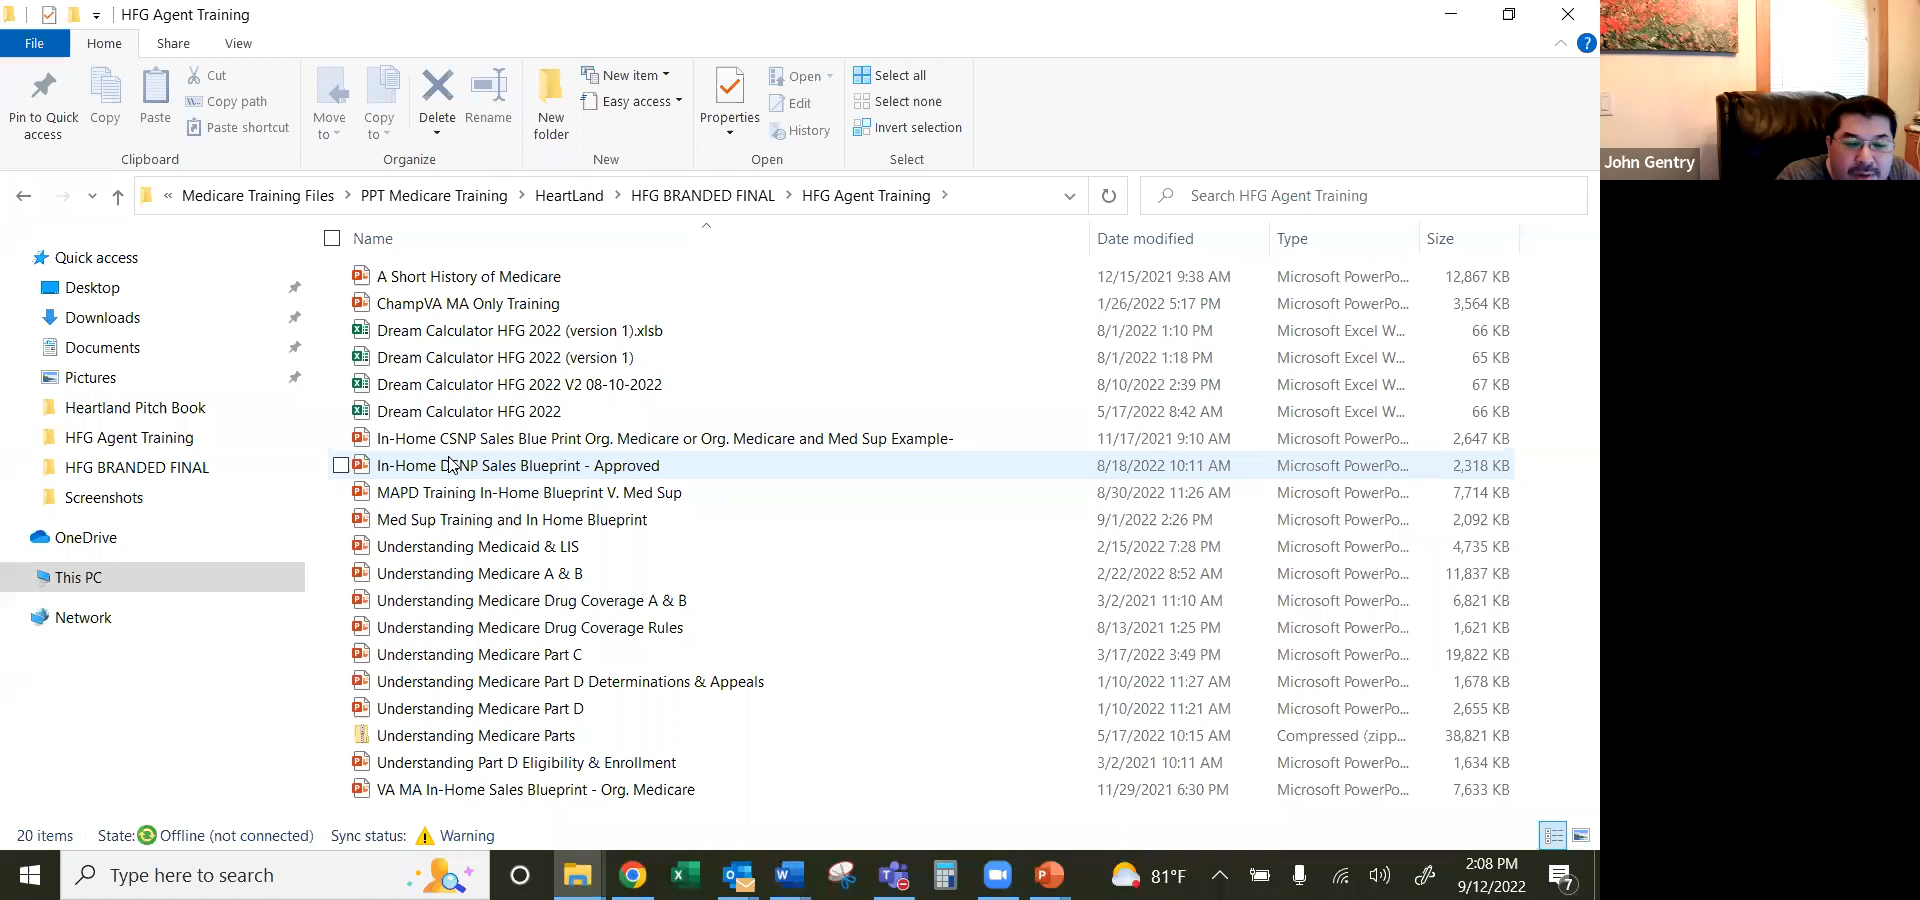 HFG Agent Training
File Home Share View
Pin to Quick access
Copy
Paste
Cut
Copy path
Paste shortcut
Clipboard
Move to
Copy to
Delete
Rename
Organize
New folder
New item
Easy access
New
Properties
Open
Edit
History
Open
Select all
Select none
Invert selection
Select
John Gentry
« Medicare Training Files > PPT Medicare Training > HeartLand > HFG BRANDED FINAL > HFG Agent Training >
Search HFG Agent Training
Quick access
Desktop
Downloads
Documents
Pictures
Heartland Pitch Book
HFG Agent Training
HFG BRANDED FINAL
Screenshots
OneDrive
This PC
Network
Name Date modified Type Size
A Short History of Medicare 12/15/2021 9:38 AM Microsoft PowerPo... 12,867 KB
ChampVA MA Only Training 1/26/2022 5:17 PM Microsoft PowerPo... 3,564 KB
Dream Calculator HFG 2022 (version 1).xlsb 8/1/2022 1:10 PM Microsoft Excel W... 66 KB
Dream Calculator HFG 2022 (version 1) 8/1/2022 1:18 PM Microsoft Excel W... 65 KB
Dream Calculator HFG 2022 V2 08-10-2022 8/10/2022 2:39 PM Microsoft Excel W... 67 KB
Dream Calculator HFG 2022 5/17/2022 8:42 AM Microsoft Excel W... 66 KB
In-Home CSNP Sales Blue Print Org. Medicare or Org. Medicare and Med Sup Example- 11/17/2021 9:10 AM Microsoft PowerPo... 2,647 KB
In-Home DSNP Sales Blueprint - Approved 8/18/2022 10:11 AM Microsoft PowerPo... 2,318 KB
MAPD Training In-Home Blueprint V. Med Sup 8/30/2022 11:26 AM Microsoft PowerPo... 7,714 KB
Med Sup Training and In Home Blueprint 9/1/2022 2:26 PM Microsoft PowerPo... 2,092 KB
Understanding Medicaid & LIS 2/15/2022 7:28 PM Microsoft PowerPo... 4,735 KB
Understanding Medicare A & B 2/22/2022 8:52 AM Microsoft PowerPo... 11,837 KB
Understanding Medicare Drug Coverage A & B 3/2/2021 11:10 AM Microsoft PowerPo... 6,821 KB
Understanding Medicare Drug Coverage Rules 8/13/2021 1:25 PM Microsoft PowerPo... 1,621 KB
Understanding Medicare Part C 3/17/2022 3:49 PM Microsoft PowerPo... 19,822 KB
Understanding Medicare Part D Determinations & Appeals 1/10/2022 11:27 AM Microsoft PowerPo... 1,678 KB
Understanding Medicare Part D 1/10/2022 11:21 AM Microsoft PowerPo... 2,655 KB
Understanding Medicare Parts 5/17/2022 10:15 AM Compressed (zipp... 38,821 KB
Understanding Part D Eligibility & Enrollment 3/2/2021 10:11 AM Microsoft PowerPo... 1,634 KB
VA MA In-Home Sales Blueprint - Org. Medicare 11/29/2021 6:30 PM Microsoft PowerPo... 7,633 KB
20 items State: Offline (not connected) Sync status: Warning
Type here to search
81°F
2:08 PM
9/12/2022
7